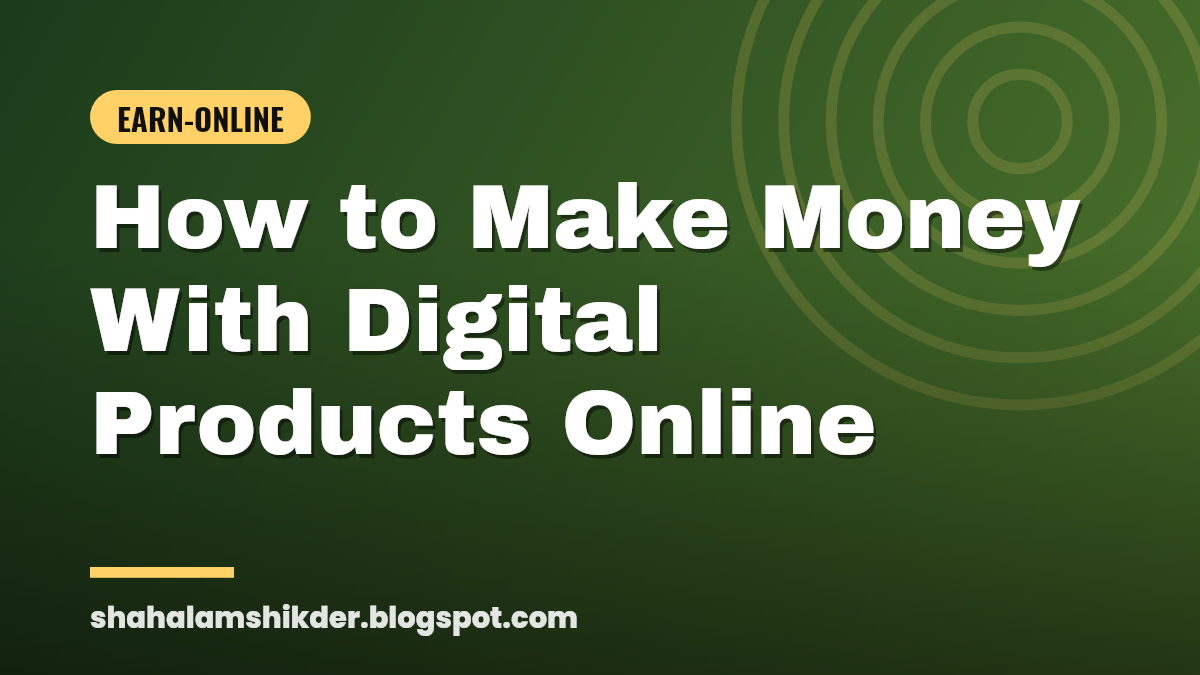 EARN-ONLINE
How to Make Money
With Digital
Products Online
shahalamshikder.blogspot.com